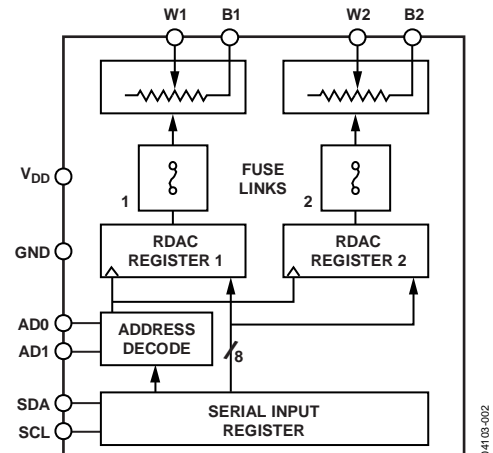 W1 B1 W2 B2
VDD
1
FUSE
LINKS
2
GND
RDAC
REGISTER 1
RDAC
REGISTER 2
AD0
AD1
ADDRESS
DECODE
8
SDA
SCL
SERIAL INPUT
REGISTER
04103-002